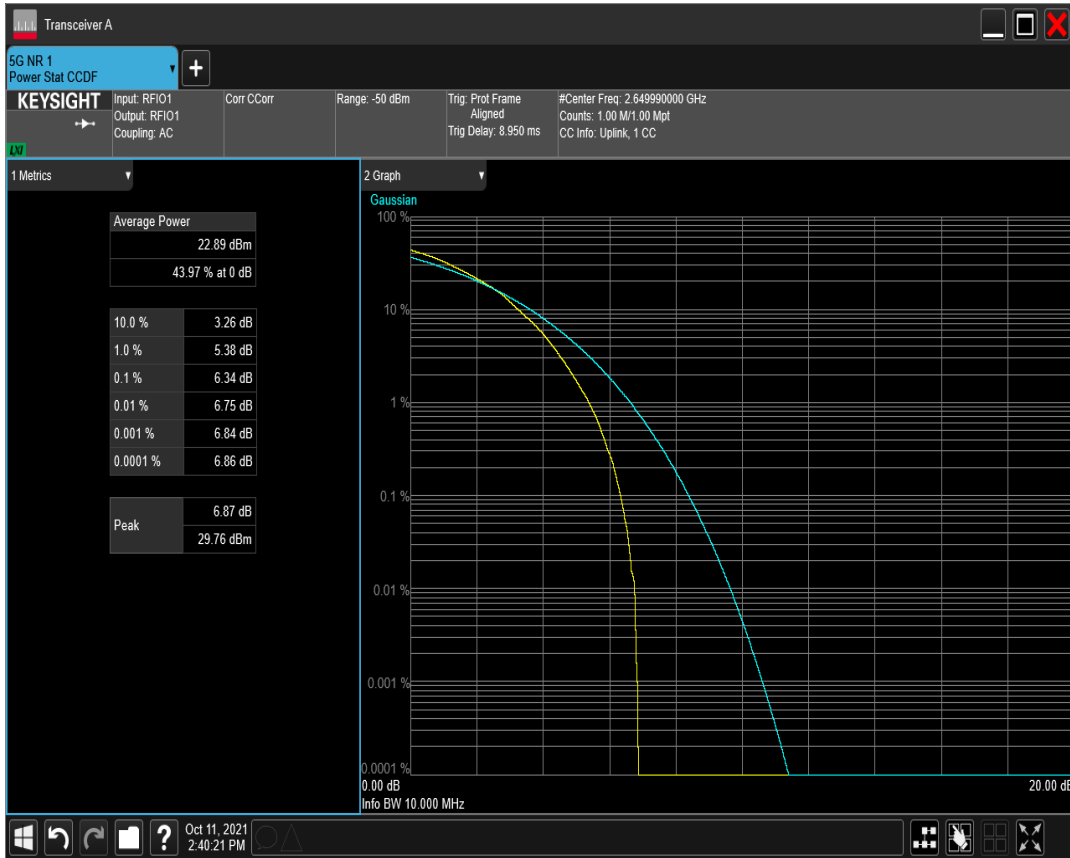 Transceiver A
5G NR 1
Power Stat CCDF
+
KEYSIGHT
LXI
Input: RFIO1
Output: RFIO1
Coupling: AC
Corr CCorr
Range: -50 dBm
Trig: Prot Frame
Aligned
Trig Delay: 8.950 ms
#Center Freq: 2.649990000 GHz
Counts: 1.00 M/1.00 Mpt
CC Info: Uplink, 1 CC
1 Metrics
Average Power
22.89 dBm
43.97 % at 0 dB
10.0 % 3.26 dB
1.0 % 5.38 dB
0.1 % 6.34 dB
0.01 % 6.75 dB
0.001 % 6.84 dB
0.0001 % 6.86 dB
Peak 6.87 dB
29.76 dBm
2 Graph
Gaussian
100 %
10 %
1 %
0.1 %
0.01 %
0.001 %
0.0001 %
0.00 dB 20.00 dB
Info BW 10.000 MHz
?
Oct 11, 2021
2:40:21 PM